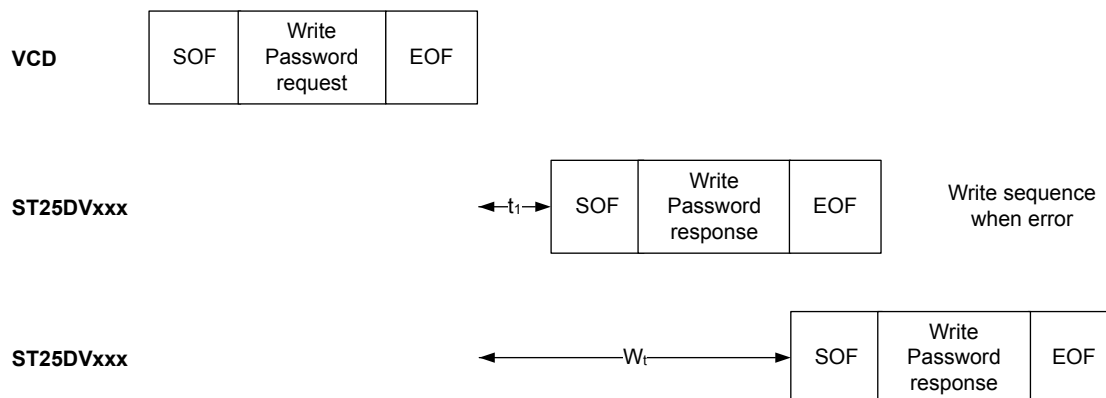 VCD
SOF
Write
Password
request
EOF
ST25DVxxx
t1
SOF
Write
Password
response
EOF
Write sequence
when error
ST25DVxxx
Wt
SOF
Write
Password
response
EOF